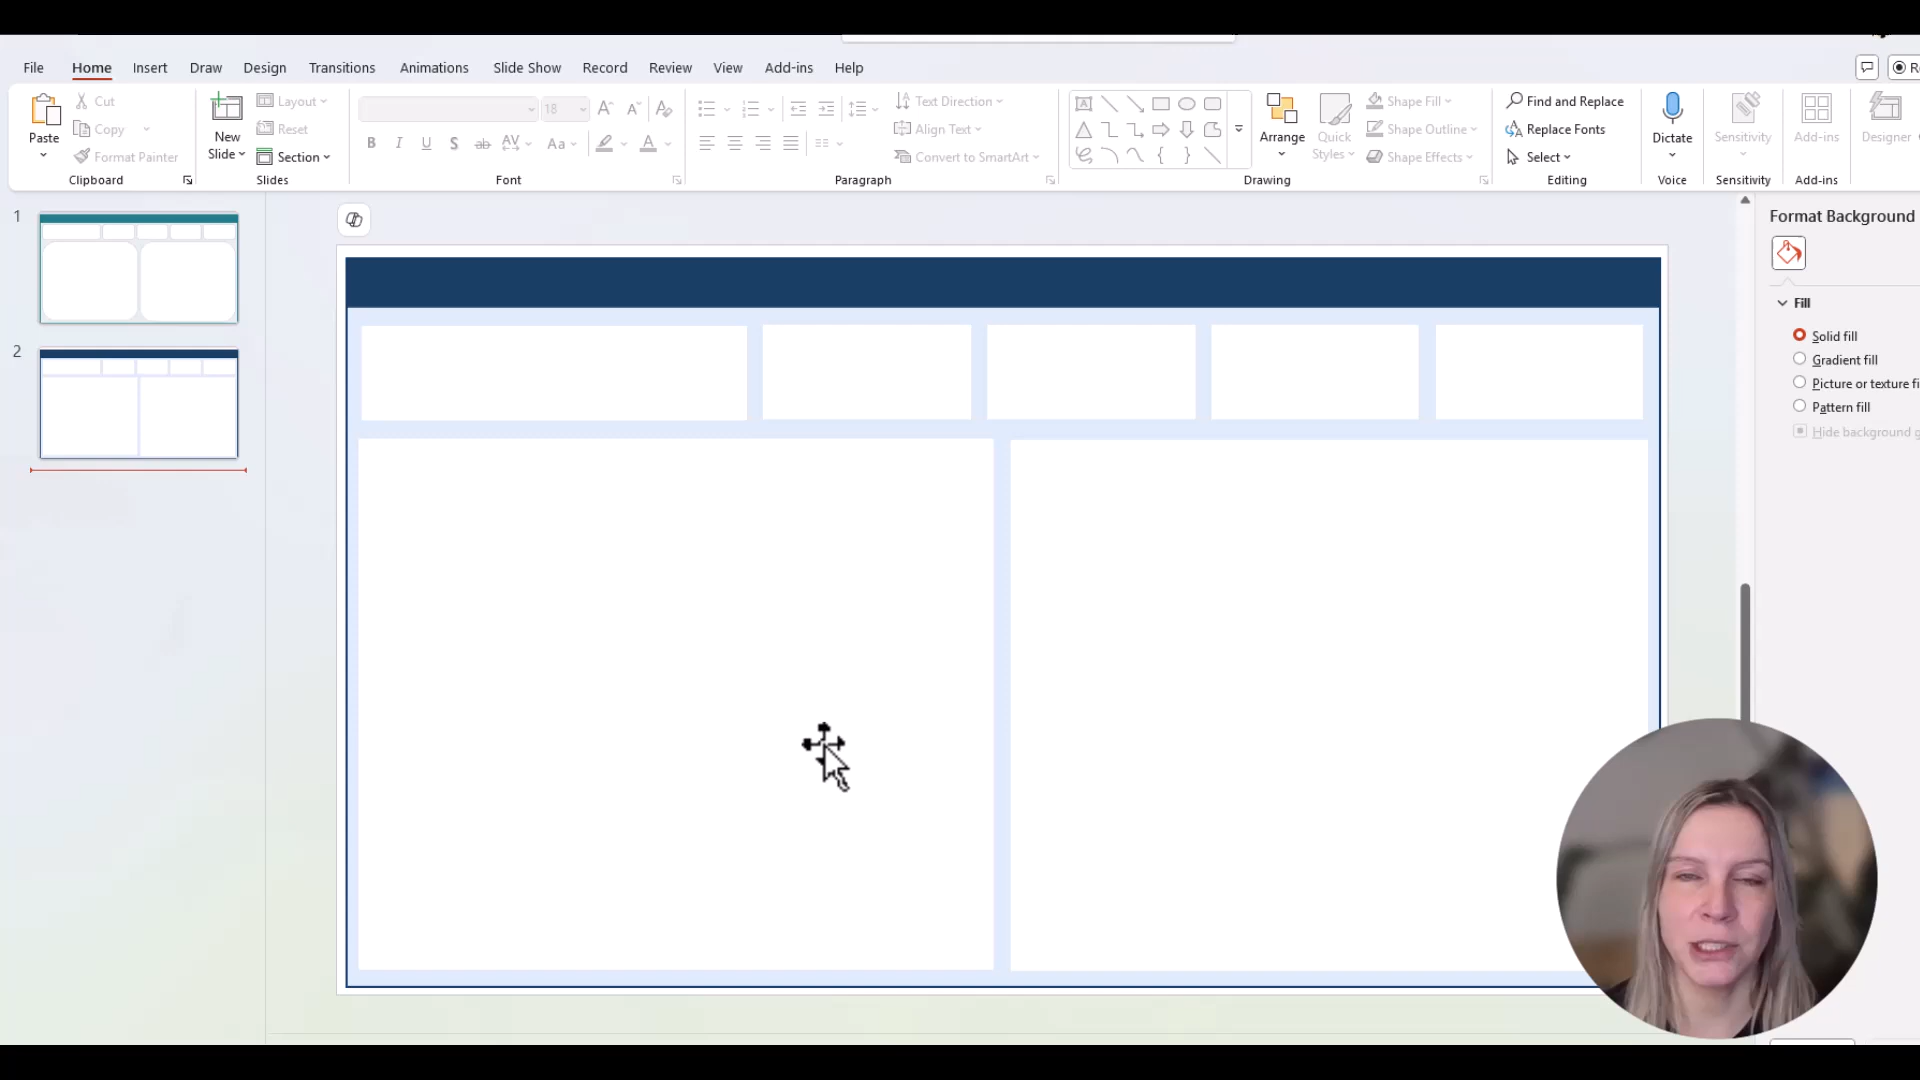 File Home Insert Draw Design Transitions Animations Slide Show Record Review View Add-ins Help
Paste
Cut
Copy
Format Painter
Clipboard
New
Slide
Layout
Reset
Section
Slides
18
B I U S ab AV Aa A
Font
Text Direction
Align Text
Convert to SmartArt
Paragraph
Arrange
Quick
Styles
Shape Fill
Shape Outline
Shape Effects
Drawing
Find and Replace
Replace Fonts
Select
Editing
Dictate
Voice
Sensitivity
Sensitivity
Add-ins
Add-ins
Designer
1
2
Format Background
Fill
Solid fill
Gradient fill
Picture or texture fi
Pattern fill
Hide background g